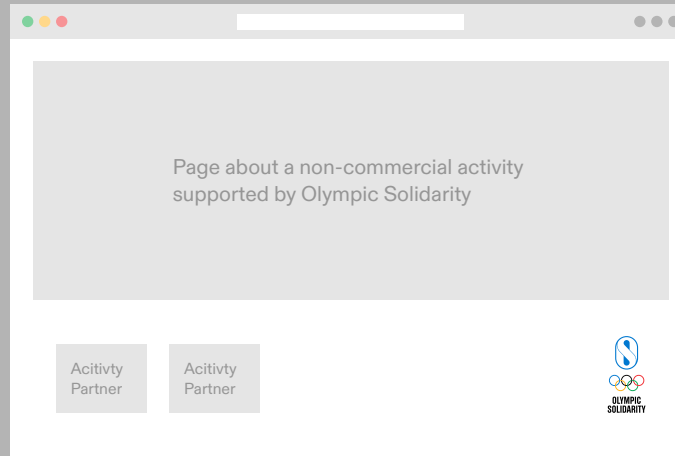 Page about a non-commercial activity
supported by Olympic Solidarity
Acitivty
Partner
Acitivty
Partner
OLYMPIC
SOLIDARITY